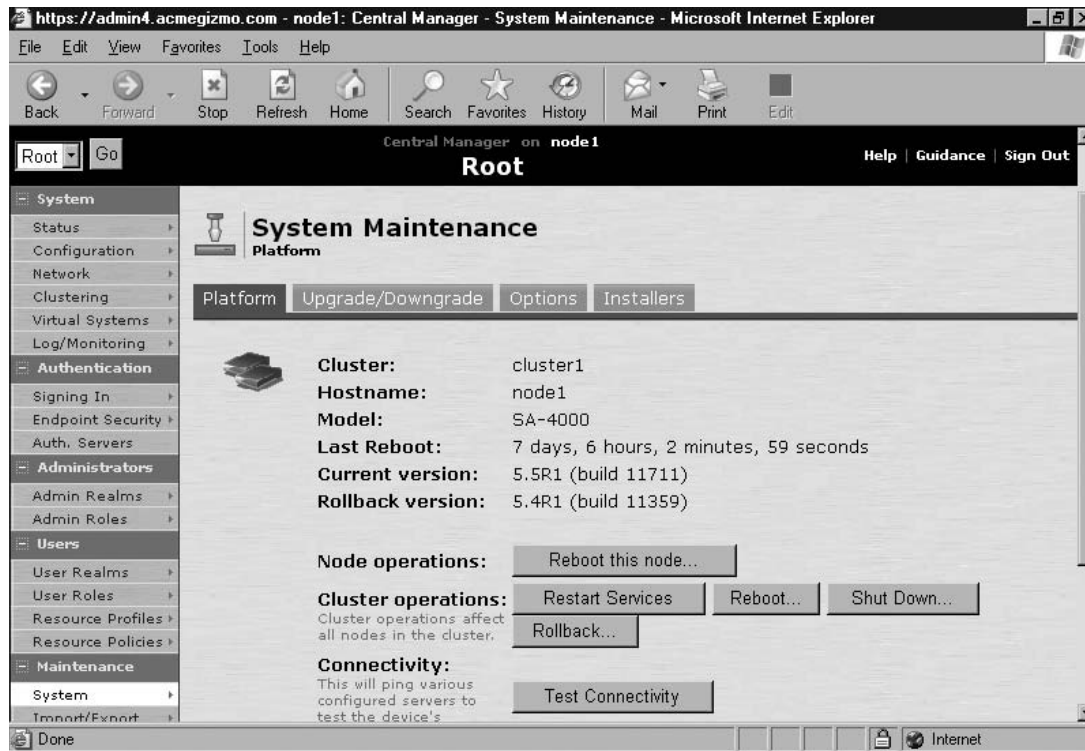 https://admin4.acmegizmo.com - node1: Central Manager - System Maintenance - Microsoft Internet Explorer
File Edit View Favorites Tools Help
Back Forward Stop Refresh Home Search Favorites History Mail Print Edit
Root Go
Central Manager on node1
Root
Help | Guidance | Sign Out
System
Status
Configuration
Network
Clustering
Virtual Systems
Log/Monitoring
Authentication
Signing In
Endpoint Security
Auth. Servers
Administrators
Admin Realms
Admin Roles
Users
User Realms
User Roles
Resource Profiles
Resource Policies
Maintenance
System
Import/Export
System Maintenance
Platform
Platform Upgrade/Downgrade Options Installers
Cluster: cluster1
Hostname: node1
Model: SA-4000
Last Reboot: 7 days, 6 hours, 2 minutes, 59 seconds
Current version: 5.5R1 (build 11711)
Rollback version: 5.4R1 (build 11359)
Node operations: Reboot this node...
Cluster operations: Restart Services Reboot... Shut Down...
Cluster operations affect
all nodes in the cluster.
Rollback...
Connectivity:
This will ping various
configured servers to
test the device's
Test Connectivity
Done Internet